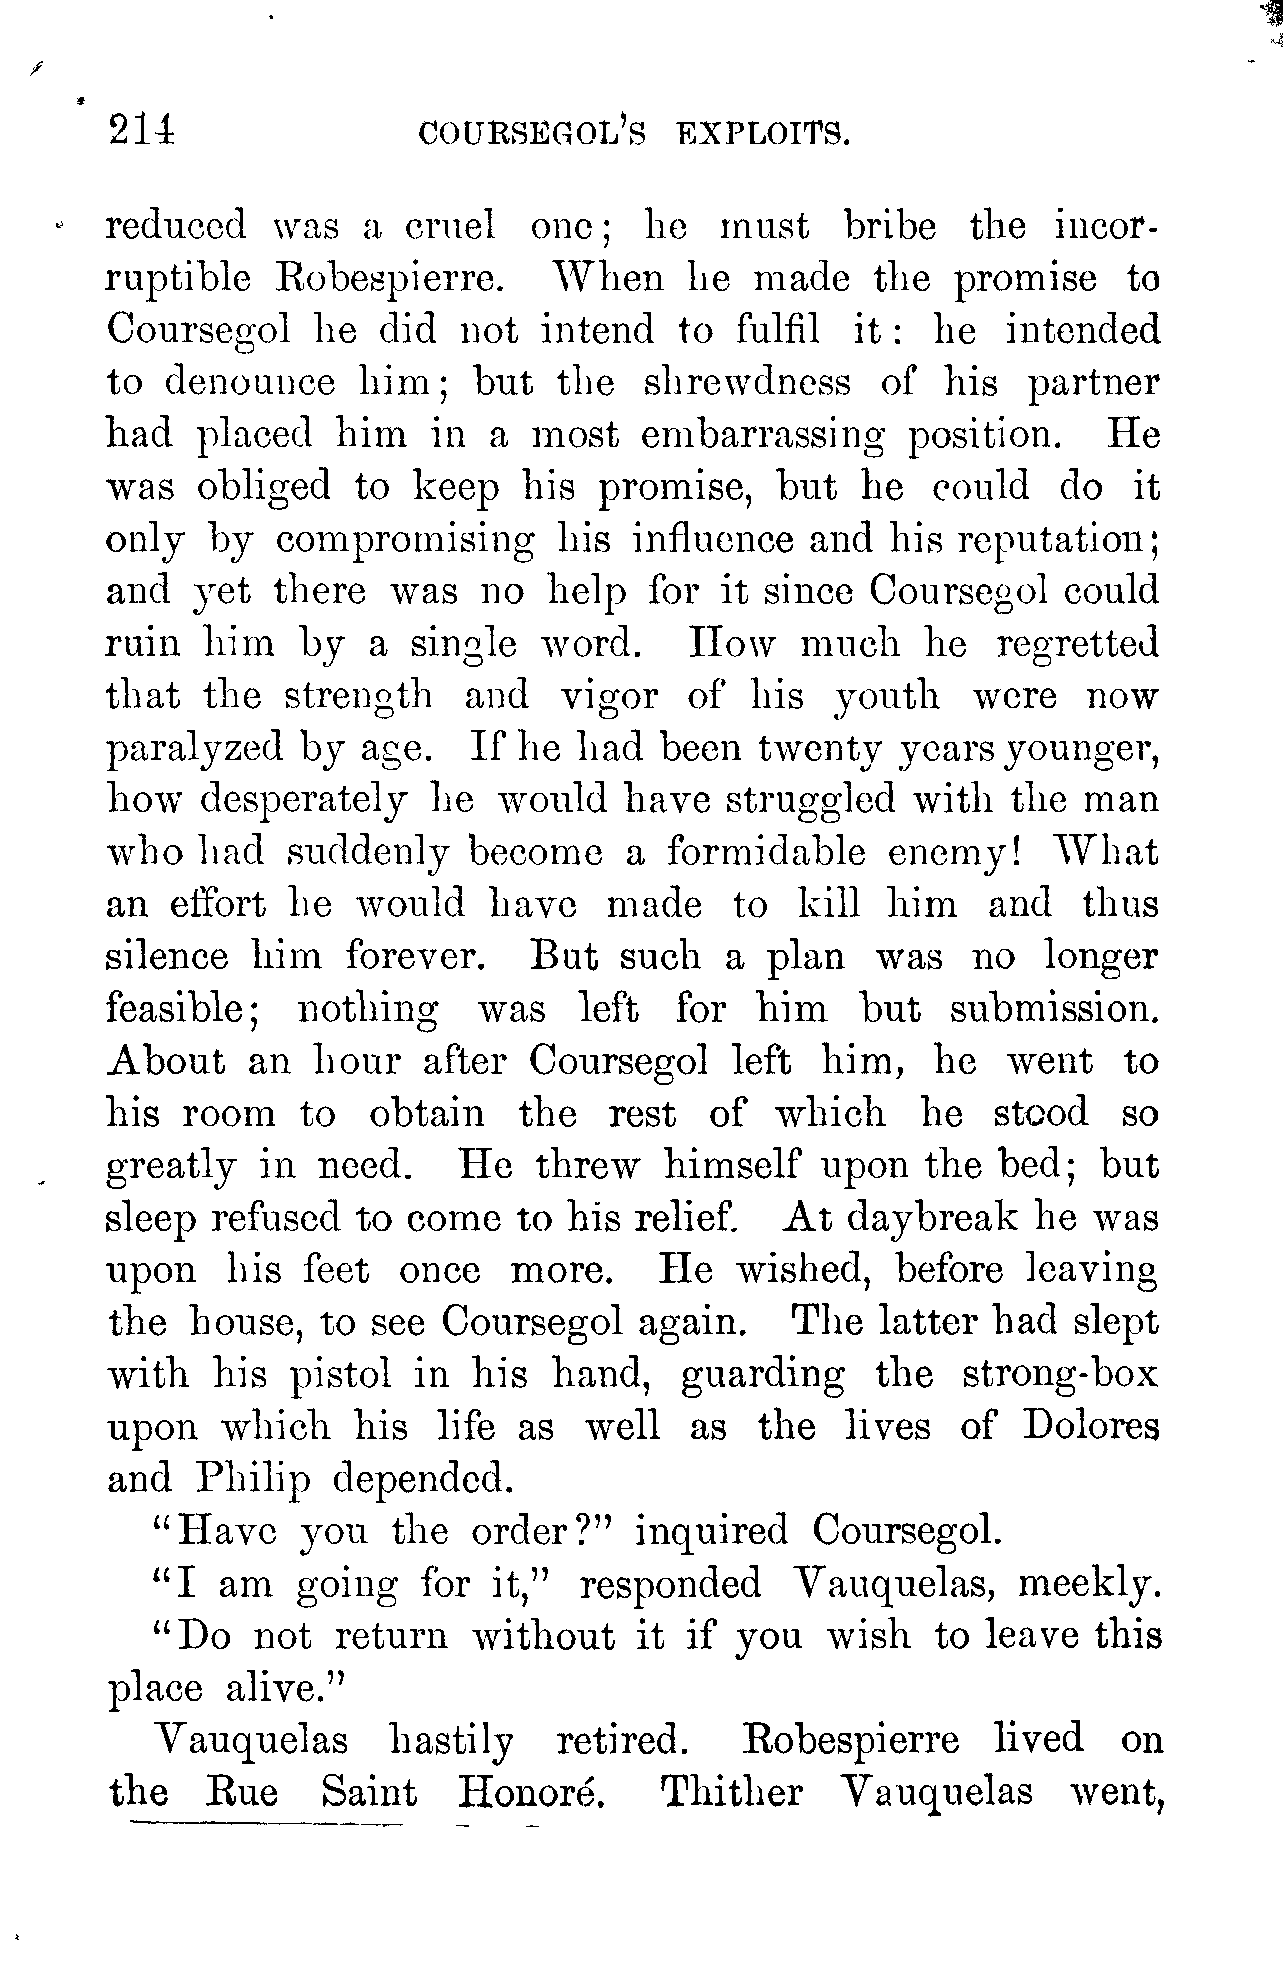 214 COURSEGOL'S EXPLOITS.
reduced was a cruel one; he must bribe the incor-
ruptible Robespierre. When he made the promise to
Coursegol he did not intend to fulfil it: he intended
to denounce him; but the shrewdness of his partner
had placed him in a most embarrassing position. He
was obliged to keep his promise, but he could do it
only by compromising his influence and his reputation;
and yet there was no help for it since Coursegol could
ruin him by a single word. How much he regretted
that the strength and vigor of his youth were now
paralyzed by age. If he had been twenty years younger,
how desperately he would have struggled with the man
who had suddenly become a formidable enemy! What
an effort he would have made to kill him and thus
silence him forever. But such a plan was no longer
feasible; nothing was left for him but submission.
About an hour after Coursegol left him, he went to
his room to obtain the rest of which he stood so
greatly in need. He threw himself upon the bed; but
sleep refused to come to his relief. At daybreak he was
upon his feet once more. He wished, before leaving
the house, to see Coursegol again. The latter had slept
with his pistol in his hand, guarding the strong-box
upon which his life as well as the lives of Dolores
and Philip depended.
"Have you the order?" inquired Coursegol.
"I am going for it," responded Vauquelas, meekly.
"Do not return without it if you wish to leave this
place alive."
Vauquelas hastily retired. Robespierre lived on
the Rue Saint Honoré. Thither Vauquelas went,